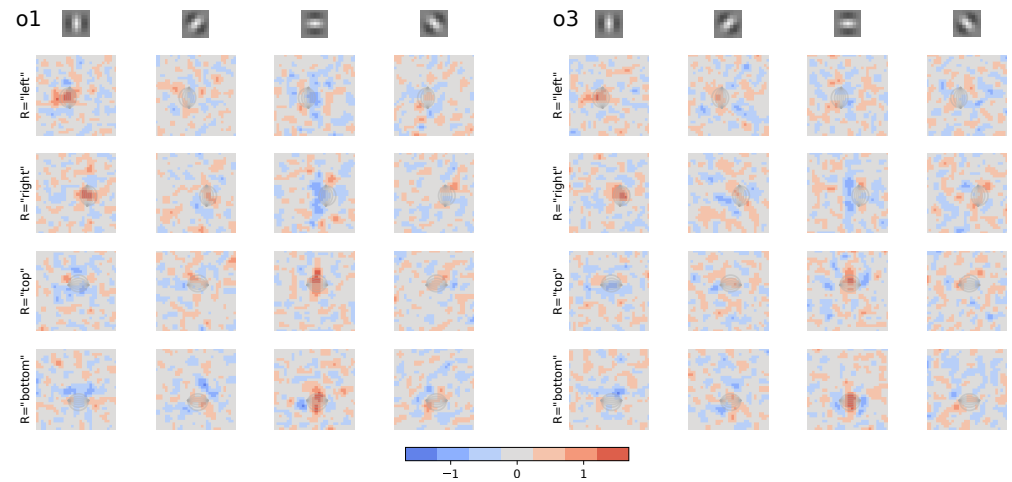 o1
o3
R="left"
R="left"
R="right"
R="right"
R="top"
R="top"
R="bottom"
R="bottom"
−1 0 1